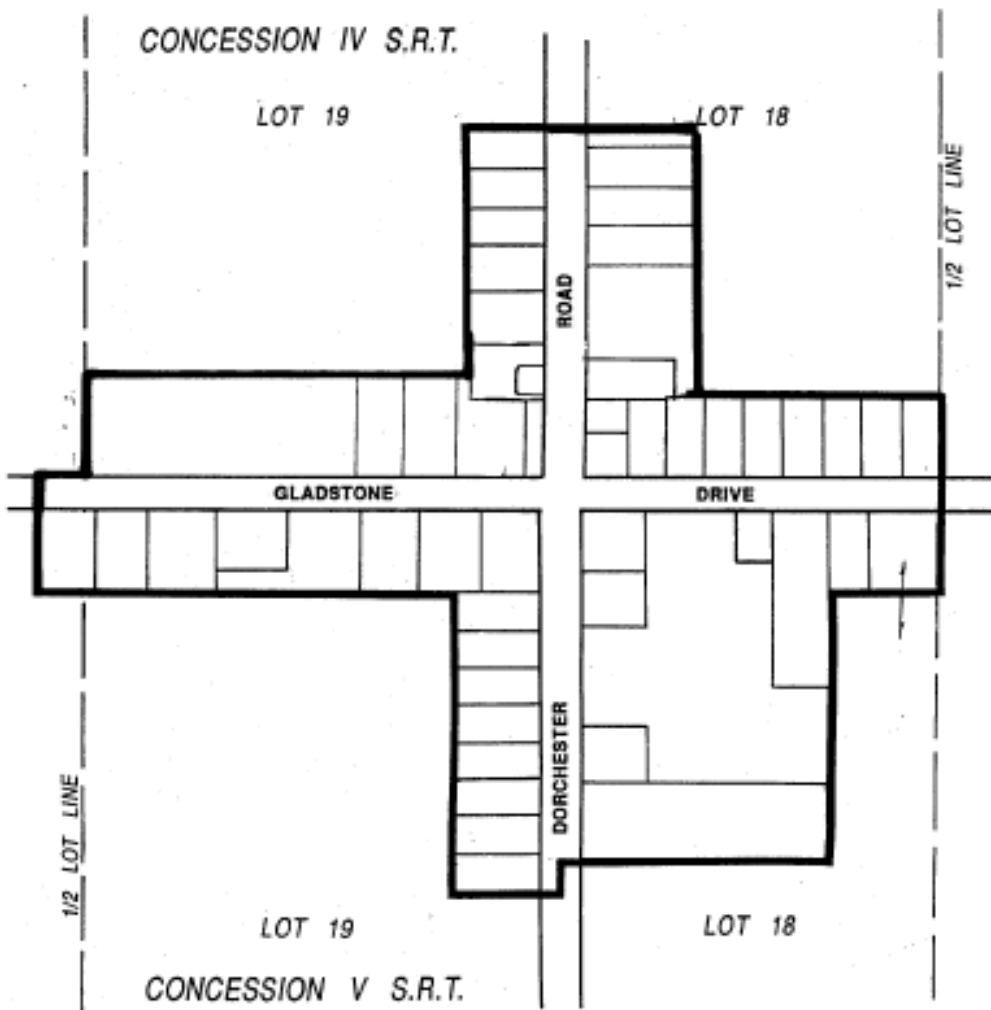 CONCESSION IV S.R.T.
LOT 19
LOT 18
1/2 LOT LINE
ROAD
GLADSTONE
DRIVE
DORCHESTER
1/2 LOT LINE
LOT 19
LOT 18
CONCESSION V S.R.T.